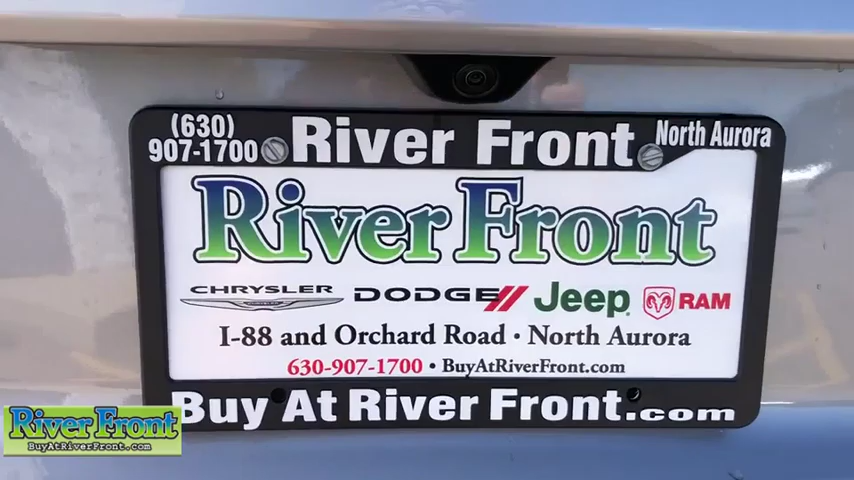 (630)
907-1700
River Front
North Aurora
River Front
CHRYSLER DODGE Jeep RAM
I-88 and Orchard Road • North Aurora
630-907-1700 • BuyAtRiverFront.com
Buy At River Front.com
River Front
BuyAtRiverFront.com